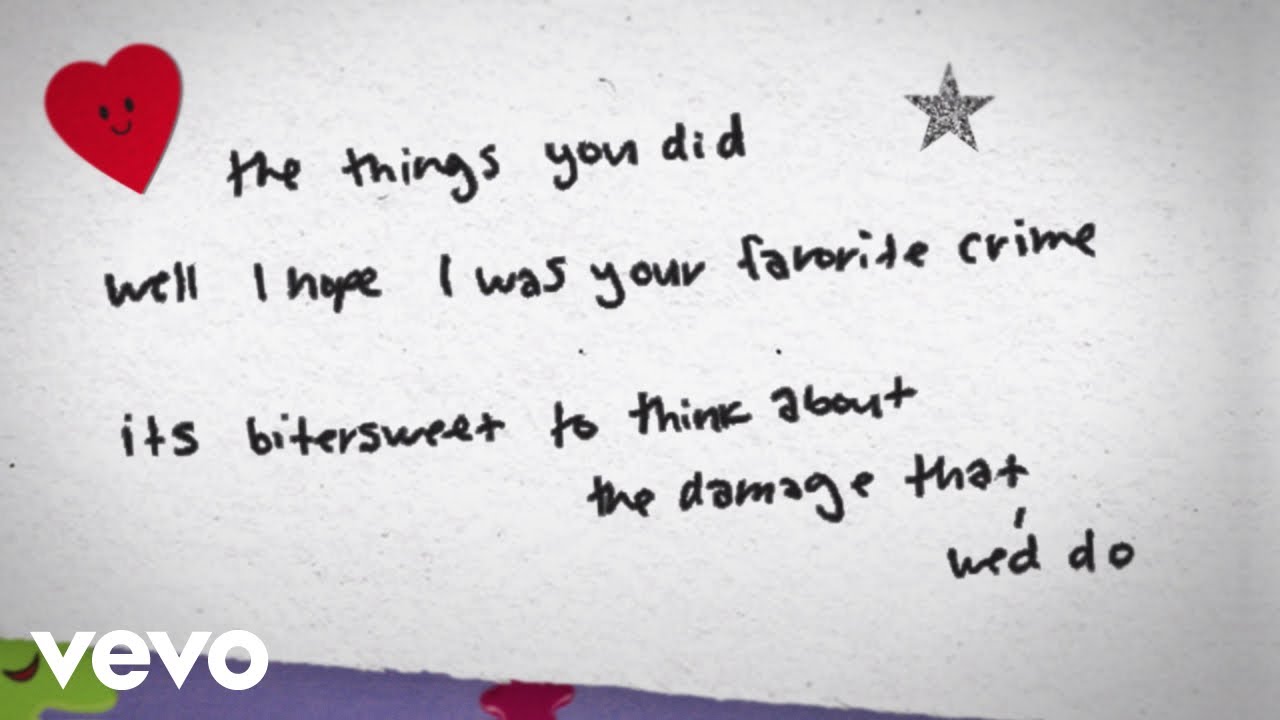 the things you did
well I hope I was your favorite crime
its bitersweet to think about
the damage that
we'd do
vevo